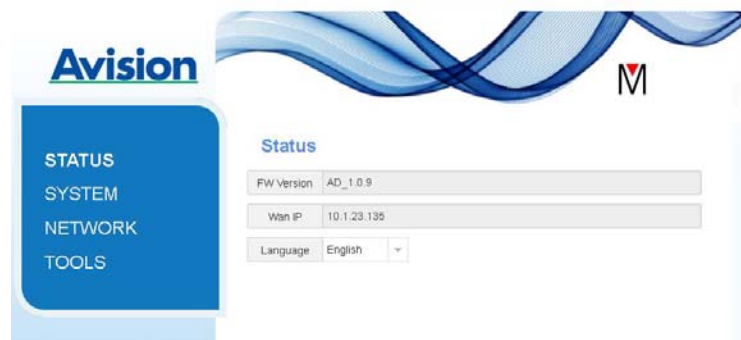 Avision
M
STATUS
SYSTEM
NETWORK
TOOLS
Status
FW Version AD_1.0.9
Wan IP 10.1.23.135
Language English